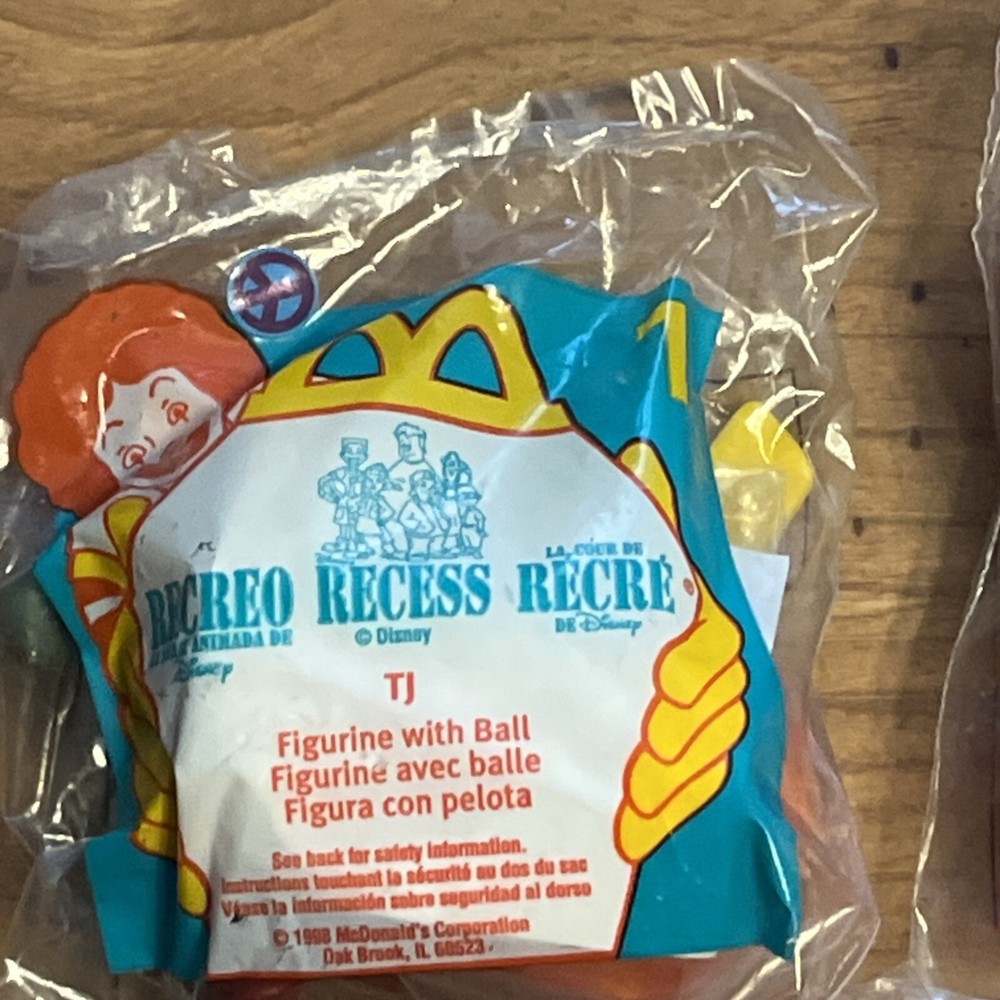 1
RECREO RECESS LA COUR DE RÉCRÉ
ANIMADA DE © Disney DE Disney
Disney
TJ
Figurine with Ball
Figurine avec balle
Figura con pelota
See back for safety information.
Instructions touchant la sécurité au dos du sac
Véase la información sobre seguridad al dorso
© 1998 McDonald's Corporation
Oak Brook, IL 60523